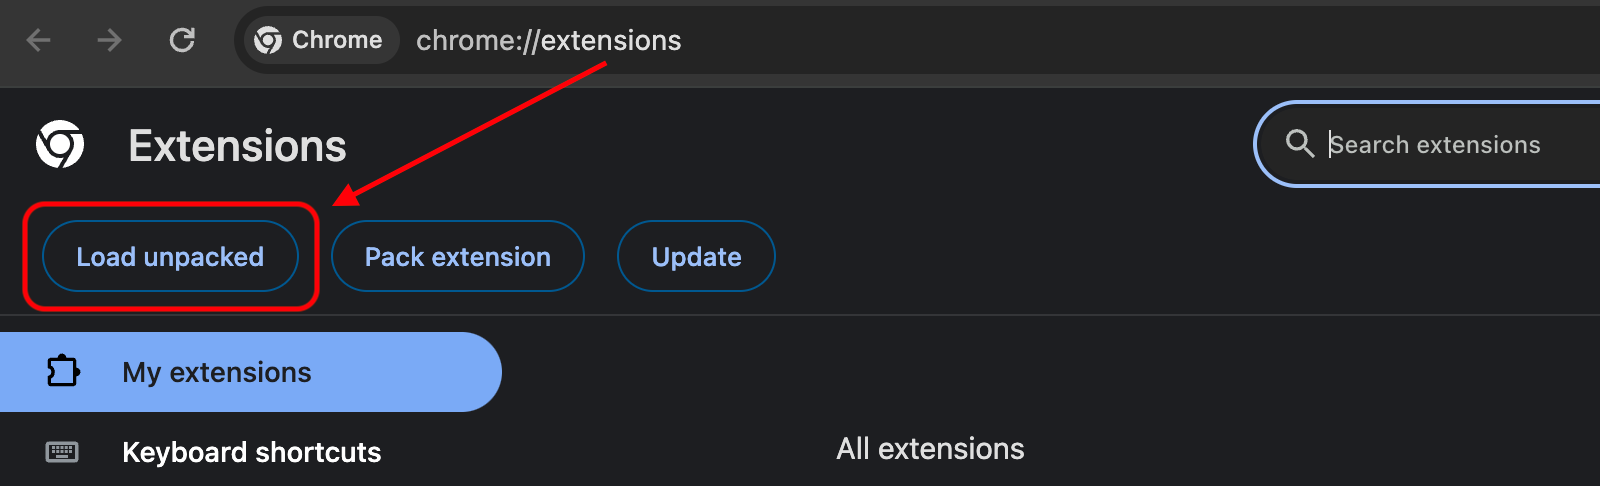 Chrome chrome://extensions
Extensions
Search extensions
Load unpacked Pack extension Update
My extensions
Keyboard shortcuts
All extensions